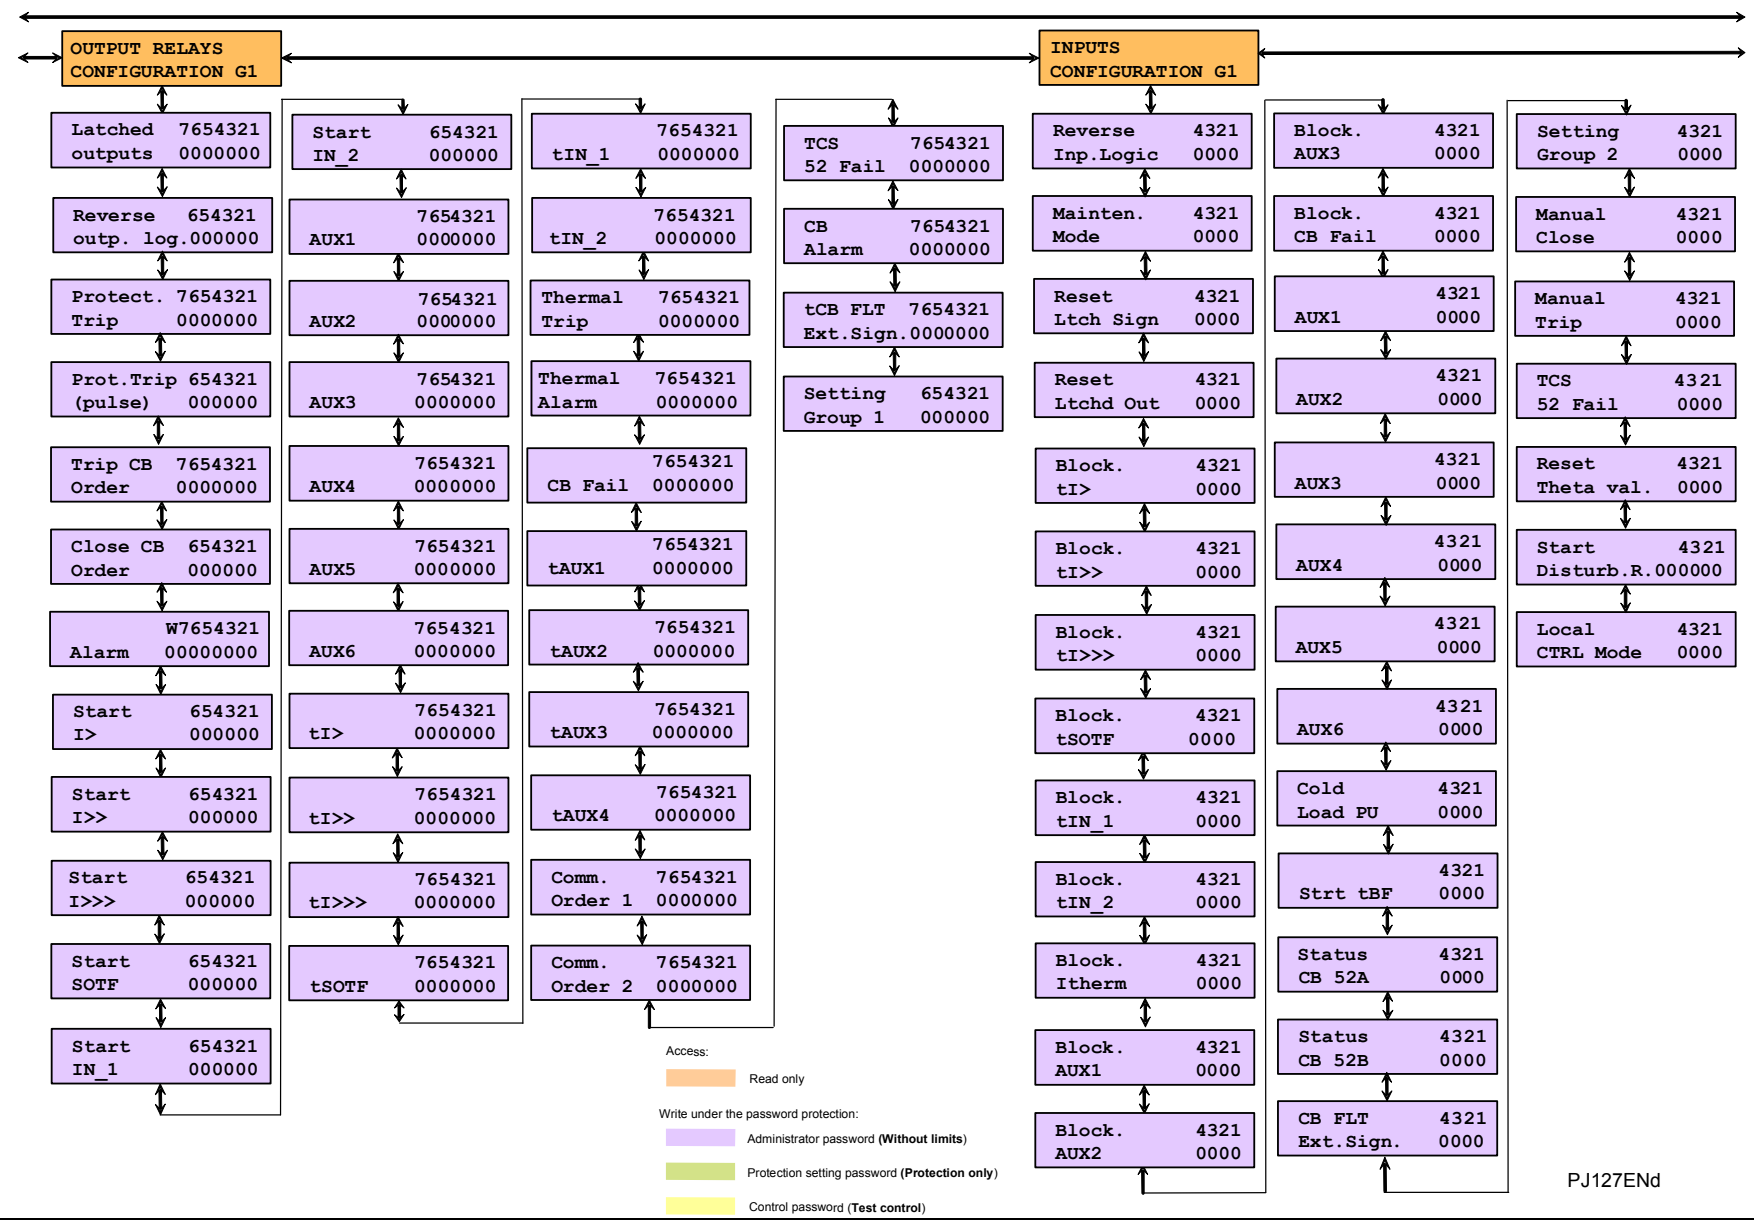 OUTPUT RELAYS
CONFIGURATION G1
Latched 7654321
outputs 0000000
Reverse 654321
outp. log.000000
Protect. 7654321
Trip 0000000
Prot.Trip 654321
(pulse) 000000
Trip CB 7654321
Order 0000000
Close CB 654321
Order 000000
W7654321
Alarm 00000000
Start 654321
I> 000000
Start 654321
I>> 000000
Start 654321
I>>> 000000
Start 654321
SOTF 000000
Start 654321
IN_1 000000
Start 654321
IN_2 000000
7654321
AUX1 0000000
7654321
AUX2 0000000
7654321
AUX3 0000000
7654321
AUX4 0000000
7654321
AUX5 0000000
7654321
AUX6 0000000
7654321
tI> 0000000
7654321
tI>> 0000000
7654321
tI>>> 0000000
7654321
tSOTF 0000000
7654321
tIN_1 0000000
7654321
tIN_2 0000000
Thermal 7654321
Trip 0000000
Thermal 7654321
Alarm 0000000
7654321
CB Fail 0000000
7654321
tAUX1 0000000
7654321
tAUX2 0000000
7654321
tAUX3 0000000
7654321
tAUX4 0000000
Comm. 7654321
Order 1 0000000
Comm. 7654321
Order 2 0000000
TCS 7654321
52 Fail 0000000
CB 7654321
Alarm 0000000
tCB FLT 7654321
Ext.Sign.0000000
Setting 654321
Group 1 000000
INPUTS
CONFIGURATION G1
Reverse 4321
Inp.Logic 0000
Mainten. 4321
Mode 0000
Reset 4321
Ltch Sign 0000
Reset 4321
Ltchd Out 0000
Block. 4321
tI> 0000
Block. 4321
tI>> 0000
Block. 4321
tI>>> 0000
Block. 4321
tSOTF 0000
Block. 4321
tIN_1 0000
Block. 4321
tIN_2 0000
Block. 4321
Itherm 0000
Block. 4321
AUX1 0000
Block. 4321
AUX2 0000
Block. 4321
AUX3 0000
Block. 4321
CB Fail 0000
4321
AUX1 0000
4321
AUX2 0000
4321
AUX3 0000
4321
AUX4 0000
4321
AUX5 0000
4321
AUX6 0000
Cold 4321
Load PU 0000
4321
Strt tBF 0000
Status 4321
CB 52A 0000
Status 4321
CB 52B 0000
CB FLT 4321
Ext.Sign. 0000
Setting 4321
Group 2 0000
Manual 4321
Close 0000
Manual 4321
Trip 0000
TCS 4321
52 Fail 0000
Reset 4321
Theta val. 0000
Start 4321
Disturb.R.000000
Local 4321
CTRL Mode 0000
Access:
Read only
Write under the password protection:
Administrator password (Without limits)
Protection setting password (Protection only)
Control password (Test control)
PJ127ENd